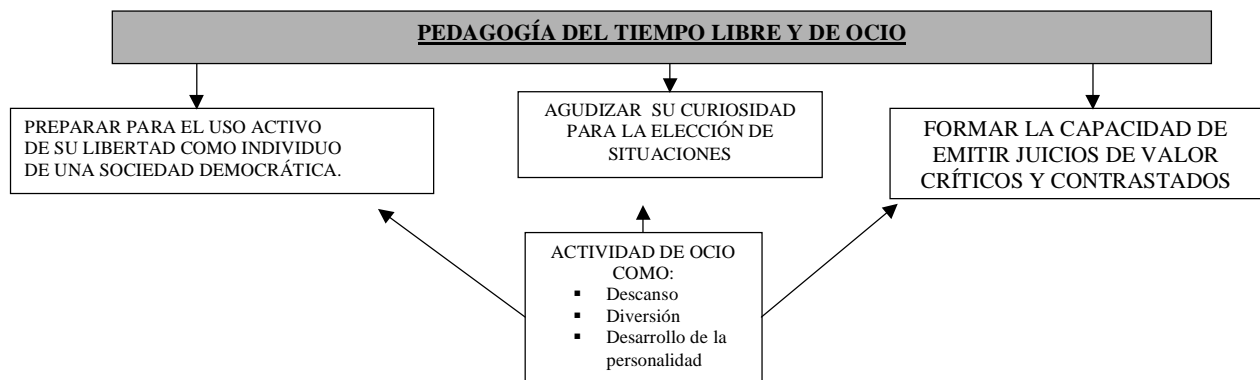 PEDAGOGÍA DEL TIEMPO LIBRE Y DE OCIO
PREPARAR PARA EL USO ACTIVO
DE SU LIBERTAD COMO INDIVIDUO
DE UNA SOCIEDAD DEMOCRÁTICA.
AGUDIZAR SU CURIOSIDAD
PARA LA ELECCIÓN DE
SITUACIONES
FORMAR LA CAPACIDAD DE
EMITIR JUICIOS DE VALOR
CRÍTICOS Y CONTRASTADOS
ACTIVIDAD DE OCIO
COMO:
▪ Descanso
▪ Diversión
▪ Desarrollo de la
personalidad